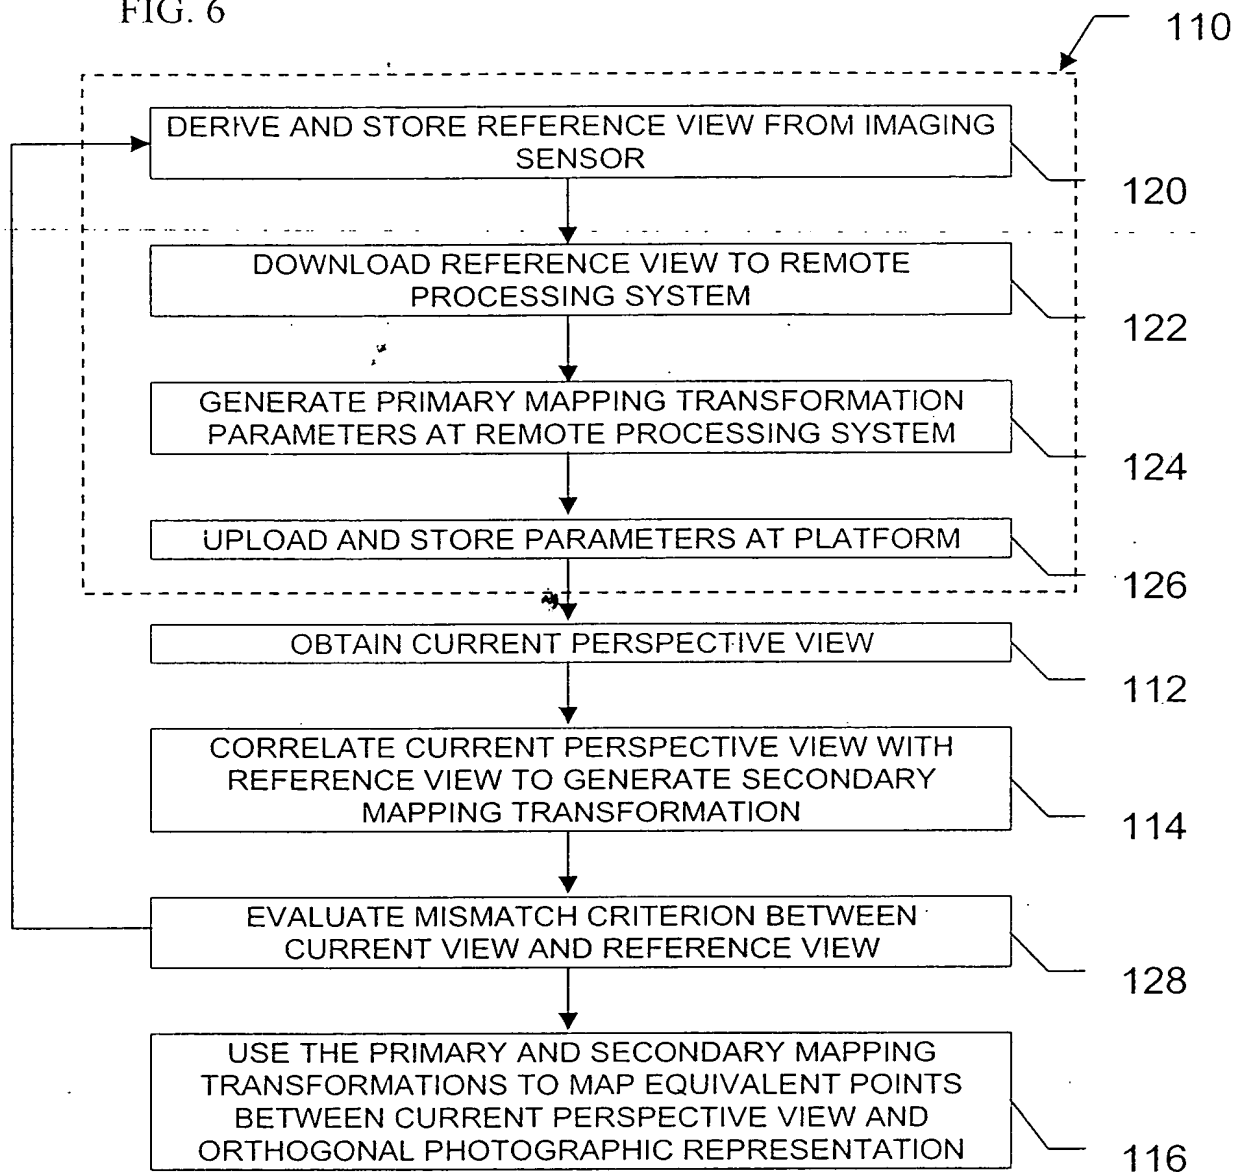 FIG. 6
110
DERIVE AND STORE REFERENCE VIEW FROM IMAGING
SENSOR
120
DOWNLOAD REFERENCE VIEW TO REMOTE
PROCESSING SYSTEM
122
GENERATE PRIMARY MAPPING TRANSFORMATION
PARAMETERS AT REMOTE PROCESSING SYSTEM
124
UPLOAD AND STORE PARAMETERS AT PLATFORM
126
OBTAIN CURRENT PERSPECTIVE VIEW
112
CORRELATE CURRENT PERSPECTIVE VIEW WITH
REFERENCE VIEW TO GENERATE SECONDARY
MAPPING TRANSFORMATION
114
EVALUATE MISMATCH CRITERION BETWEEN
CURRENT VIEW AND REFERENCE VIEW
128
USE THE PRIMARY AND SECONDARY MAPPING
TRANSFORMATIONS TO MAP EQUIVALENT POINTS
BETWEEN CURRENT PERSPECTIVE VIEW AND
ORTHOGONAL PHOTOGRAPHIC REPRESENTATION
116